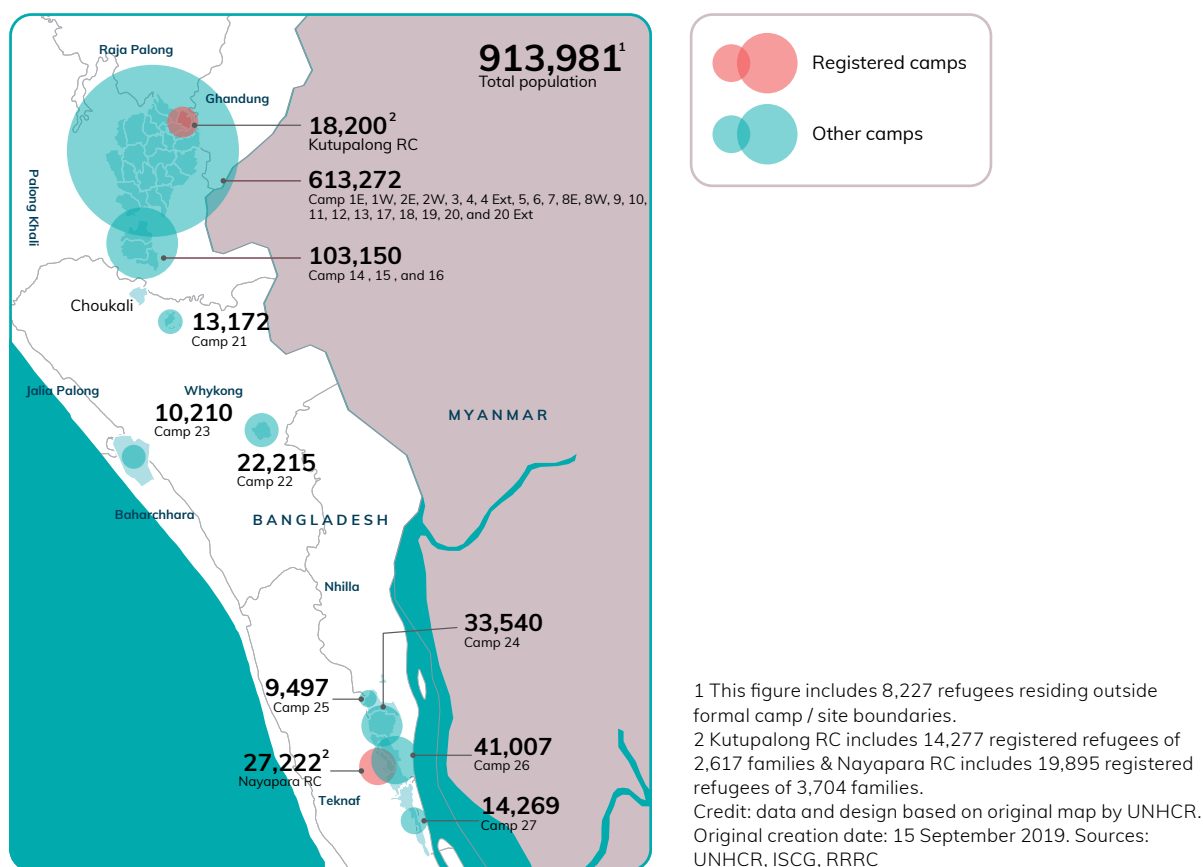 Raja Palong
913,981¹
Total population
Ghandung
18,200²
Kutupalong RC
613,272
Camp 1E, 1W, 2E, 2W, 3, 4, 4 Ext, 5, 6, 7, 8E, 8W, 9, 10,
11, 12, 13, 17, 18, 19, 20, and 20 Ext
Palong Khali
103,150
Camp 14 , 15 , and 16
Choukali
13,172
Camp 21
Jalia Palong
Whykong
10,210
Camp 23
MYANMAR
22,215
Camp 22
Baharchhara
BANGLADESH
Nhilla
33,540
Camp 24
9,497
Camp 25
41,007
Camp 26
27,222²
Nayapara RC
Teknaf
14,269
Camp 27
Registered camps
Other camps
1 This figure includes 8,227 refugees residing outside
formal camp / site boundaries.
2 Kutupalong RC includes 14,277 registered refugees of
2,617 families & Nayapara RC includes 19,895 registered
refugees of 3,704 families.
Credit: data and design based on original map by UNHCR.
Original creation date: 15 September 2019. Sources:
UNHCR, ISCG, RRRC